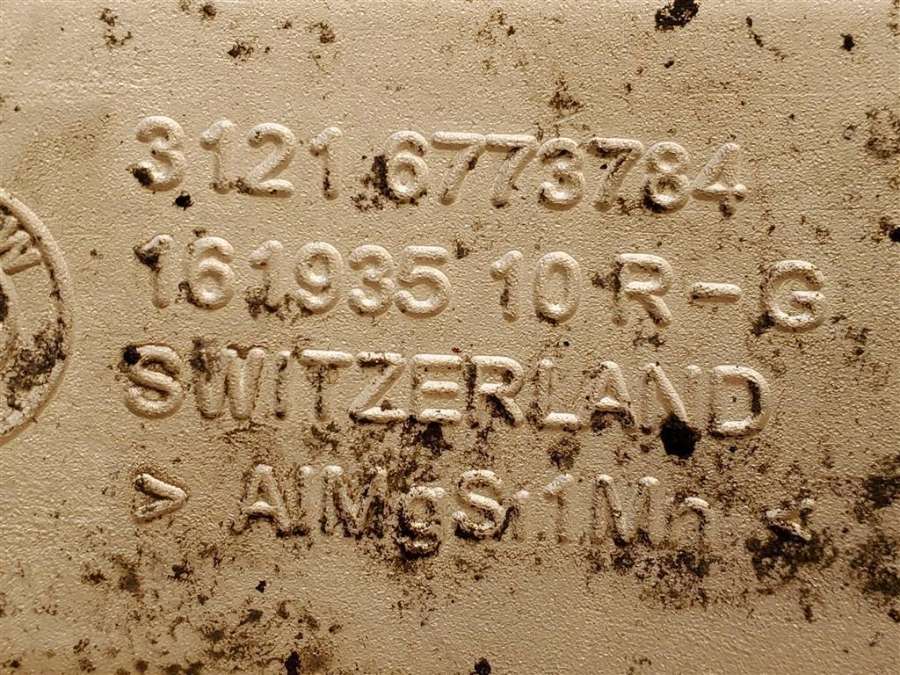 3121 6773784
161935 10 R-G
SWITZERLAND
> AlMgSi1Mn <
W